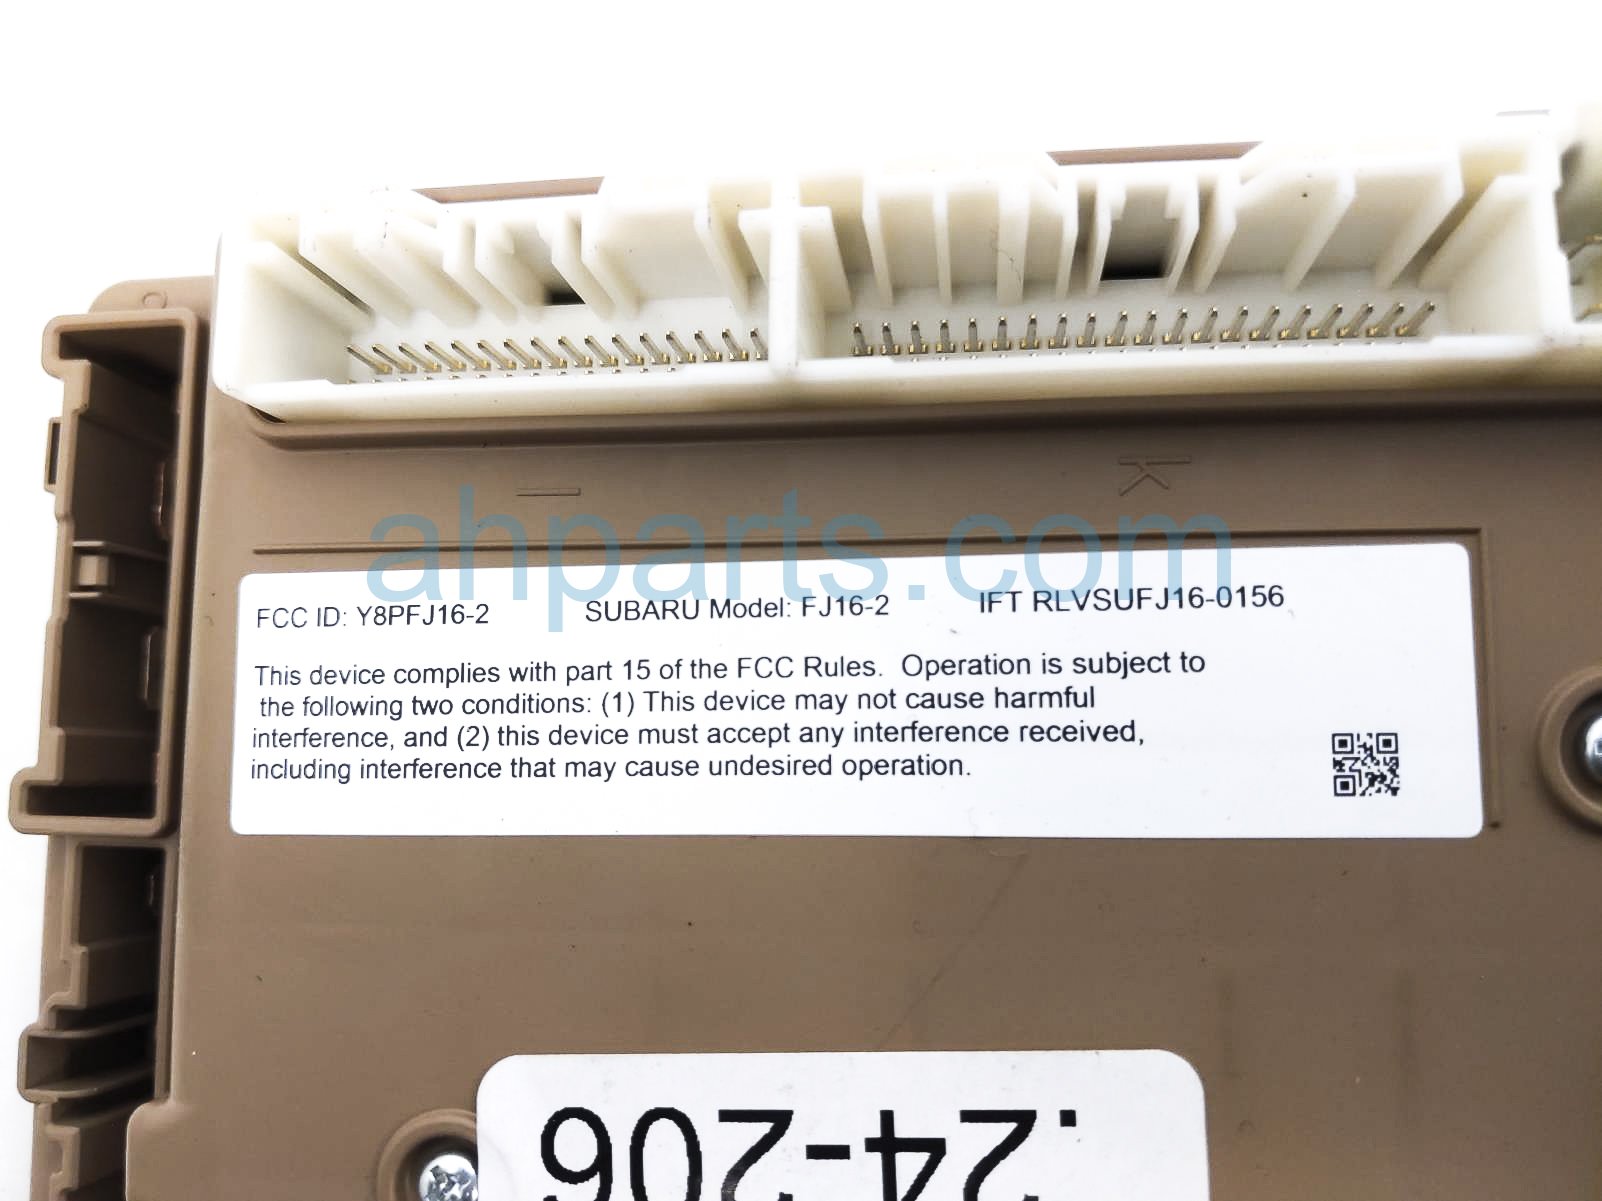 I
K
ahparts.com
FCC ID: Y8PFJ16-2 SUBARU Model: FJ16-2 IFT RLVSUFJ16-0156
This device complies with part 15 of the FCC Rules. Operation is subject to
the following two conditions: (1) This device may not cause harmful
interference, and (2) this device must accept any interference received,
including interference that may cause undesired operation.